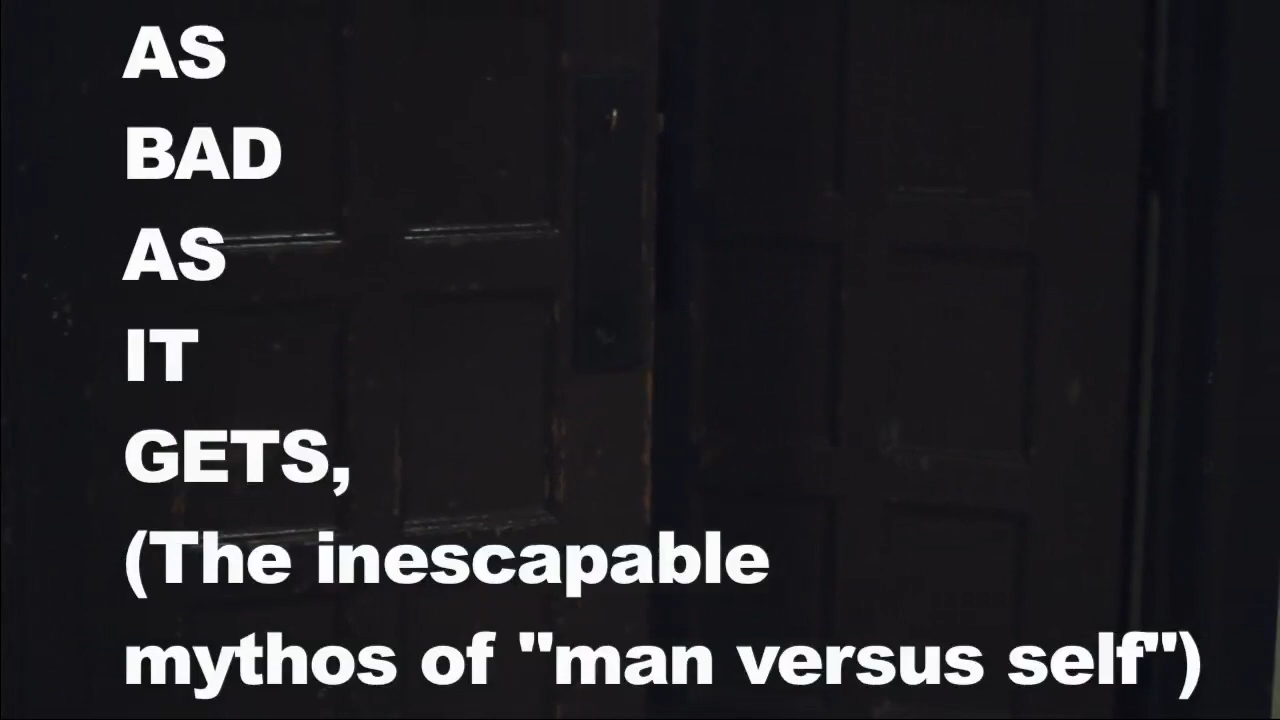 AS
BAD
AS
IT
GETS,
(The inescapable
mythos of "man versus self")